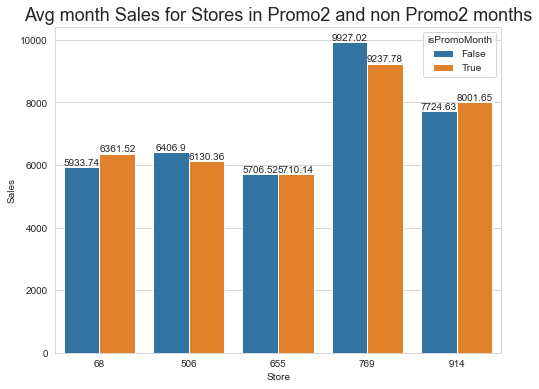 Avg month Sales for Stores in Promo2 and non Promo2 months
isPromoMonth
False
True
Sales
10000
8000
6000
4000
2000
0
5933.74
6361.52
6406.9
6130.36
5706.52
5710.14
9927.02
9237.78
7724.63
8001.65
68 506 655 769 914
Store